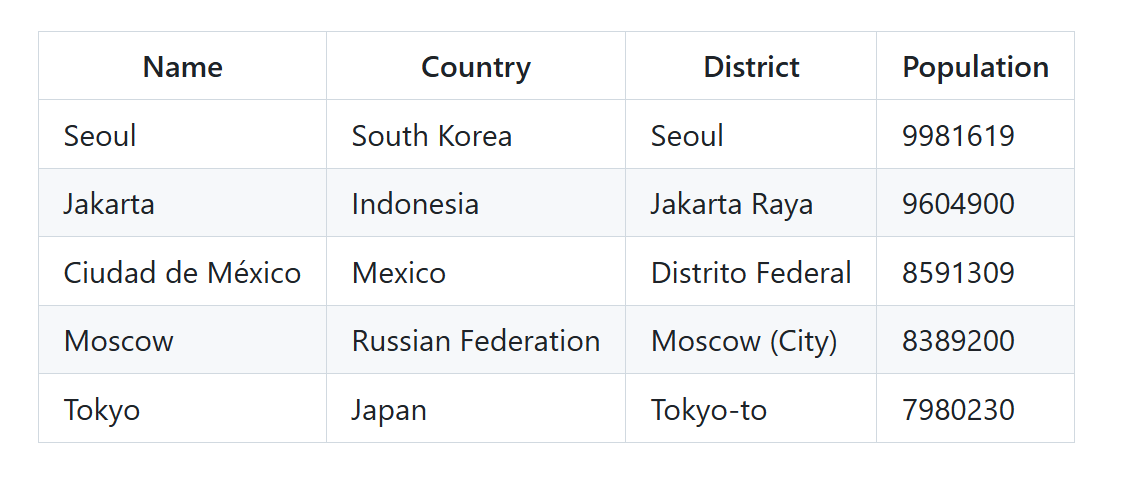 Name Country District Population
Seoul South Korea Seoul 9981619
Jakarta Indonesia Jakarta Raya 9604900
Ciudad de México Mexico Distrito Federal 8591309
Moscow Russian Federation Moscow (City) 8389200
Tokyo Japan Tokyo-to 7980230